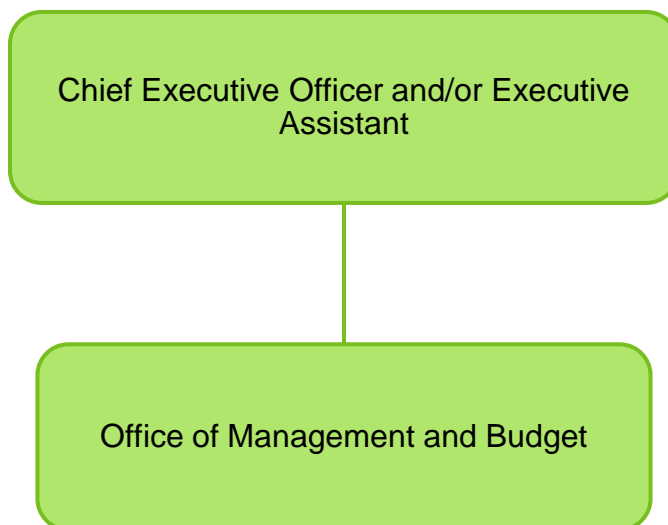 Chief Executive Officer and/or Executive
Assistant
Office of Management and Budget